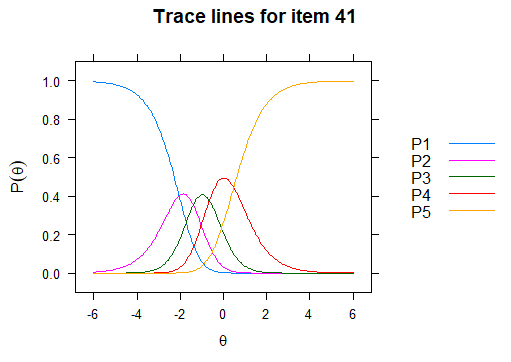 Trace lines for item 41
P(θ)
1.0
0.8
0.6
0.4
0.2
0.0
-6 -4 -2 0 2 4 6
θ
P1
P2
P3
P4
P5